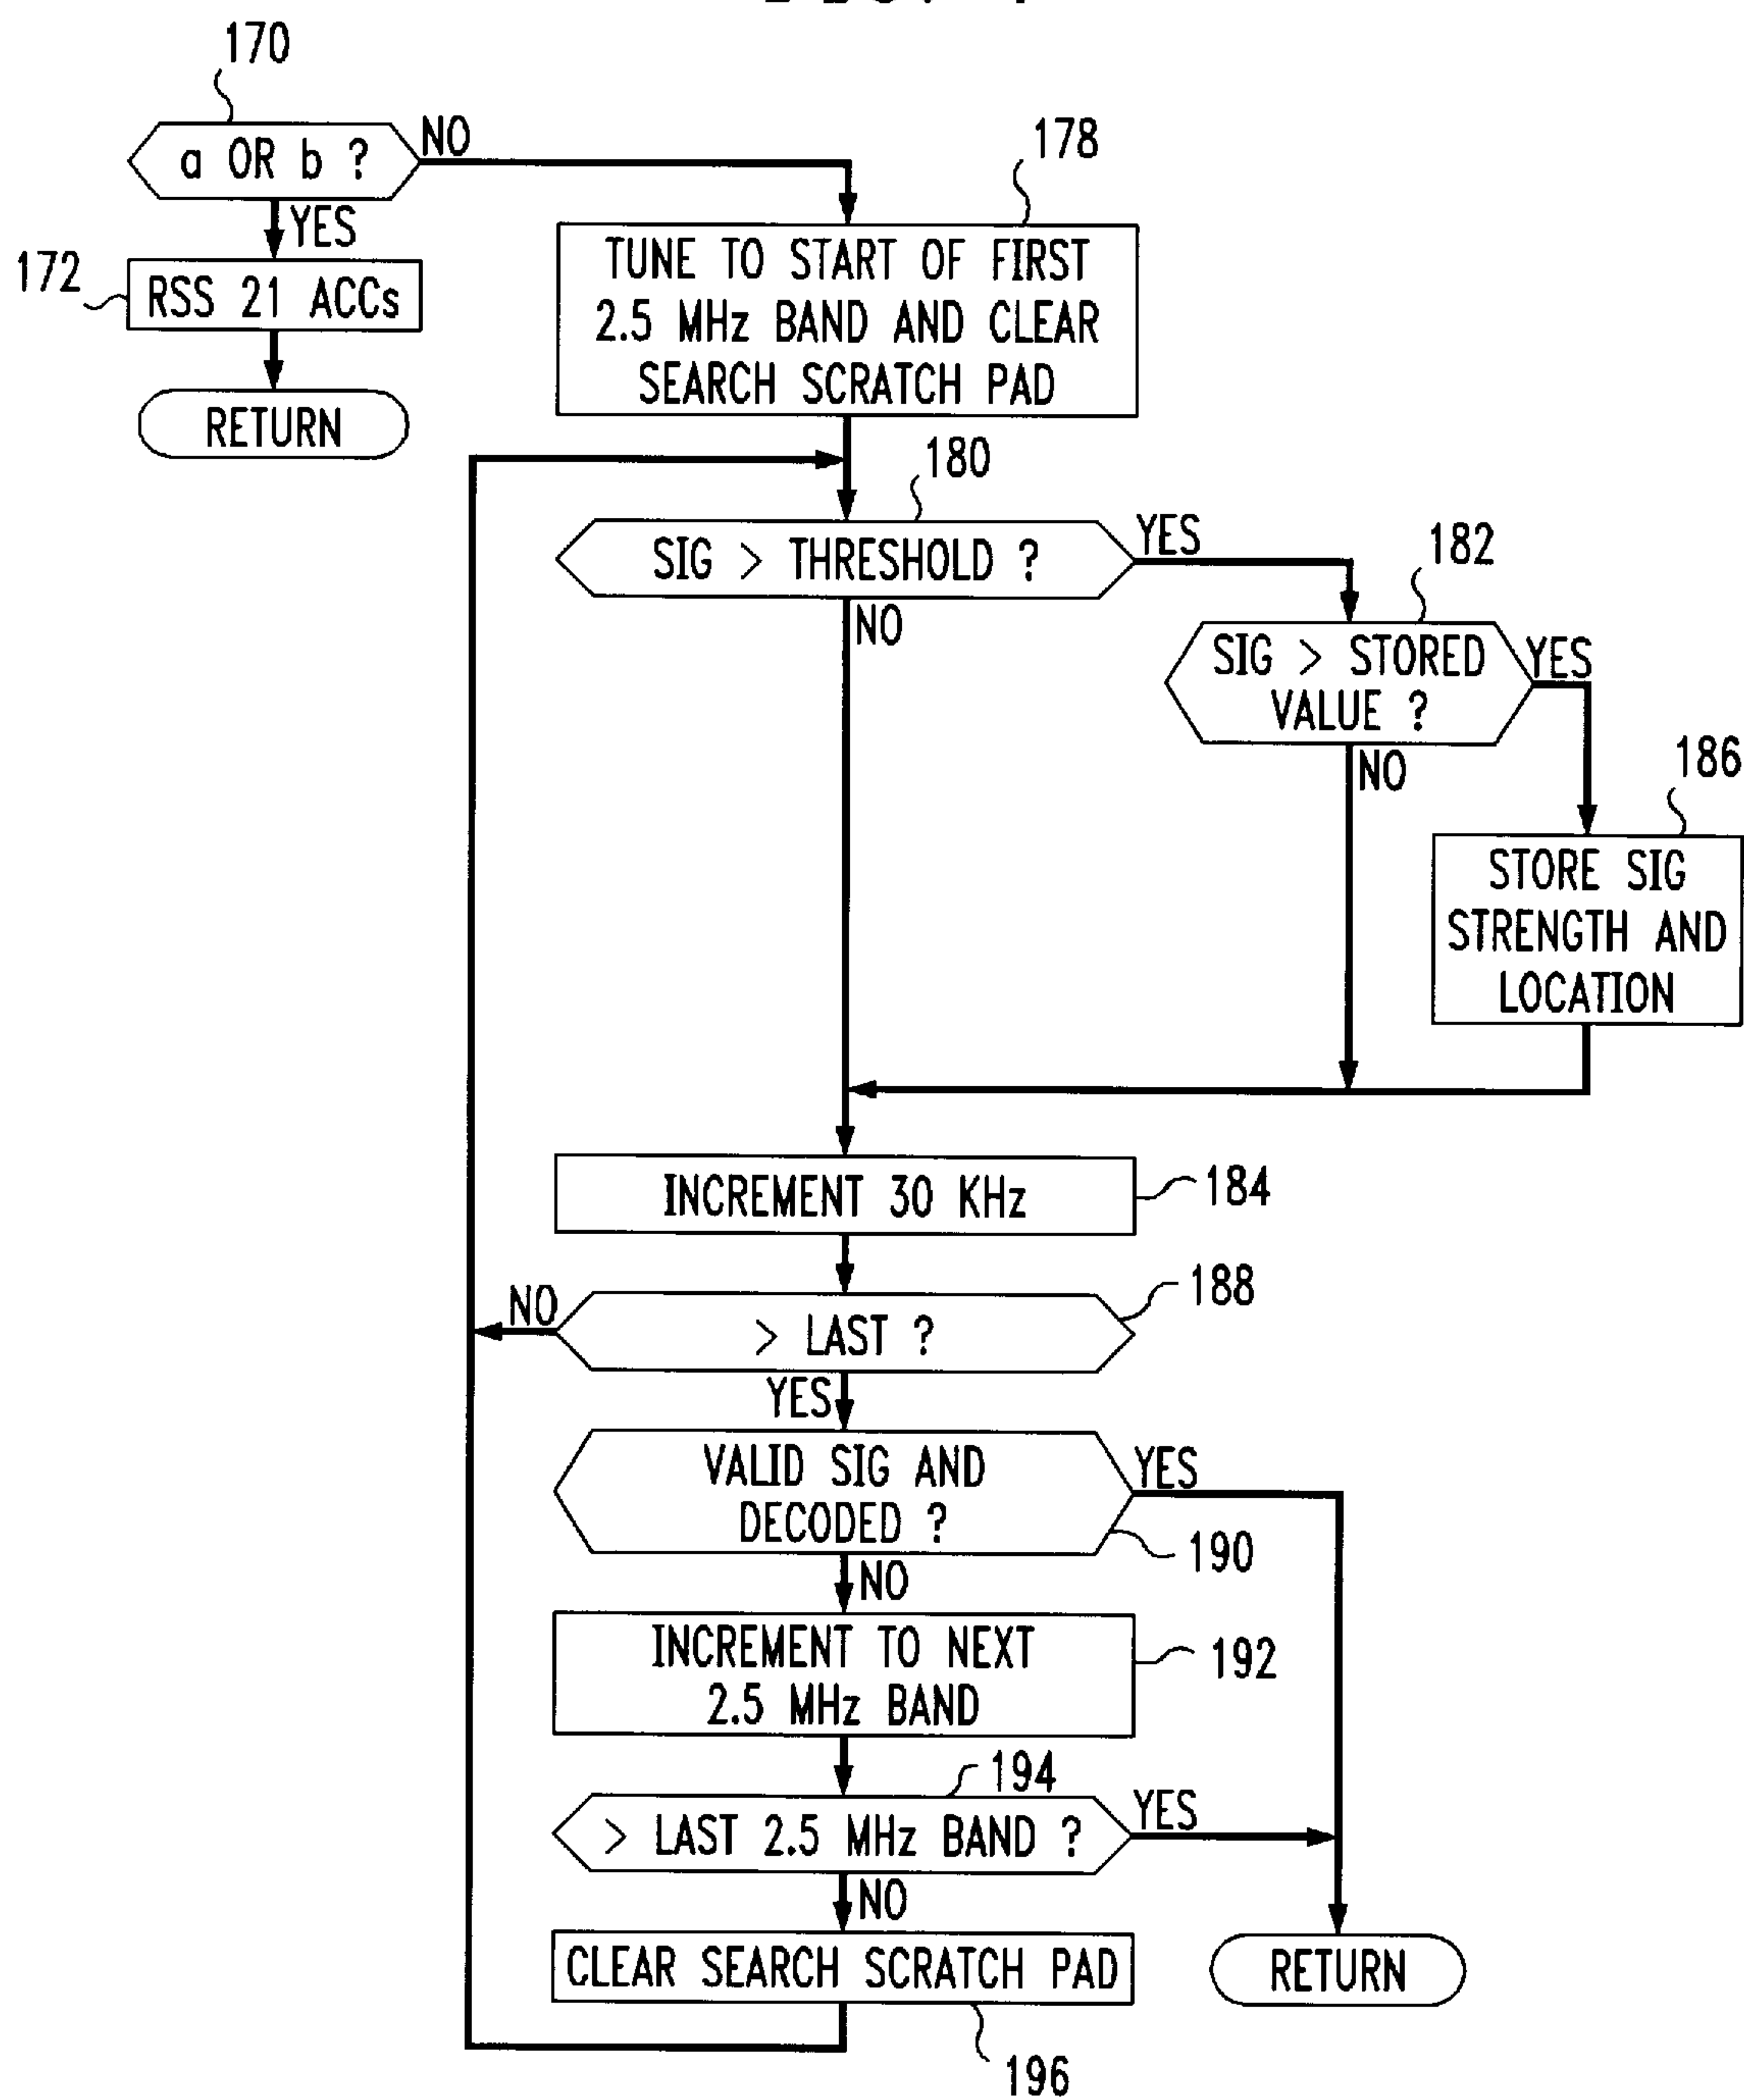 170
a OR b ?
NO
YES
172
RSS 21 ACCs
RETURN
178
TUNE TO START OF FIRST
2.5 MHz BAND AND CLEAR
SEARCH SCRATCH PAD
180
SIG > THRESHOLD ?
YES
NO
182
SIG > STORED
VALUE ?
YES
NO
186
STORE SIG
STRENGTH AND
LOCATION
INCREMENT 30 KHz
184
188
> LAST ?
NO
YES
VALID SIG AND
DECODED ?
YES
190
NO
INCREMENT TO NEXT
2.5 MHz BAND
192
194
> LAST 2.5 MHz BAND ?
YES
NO
CLEAR SEARCH SCRATCH PAD
196
RETURN